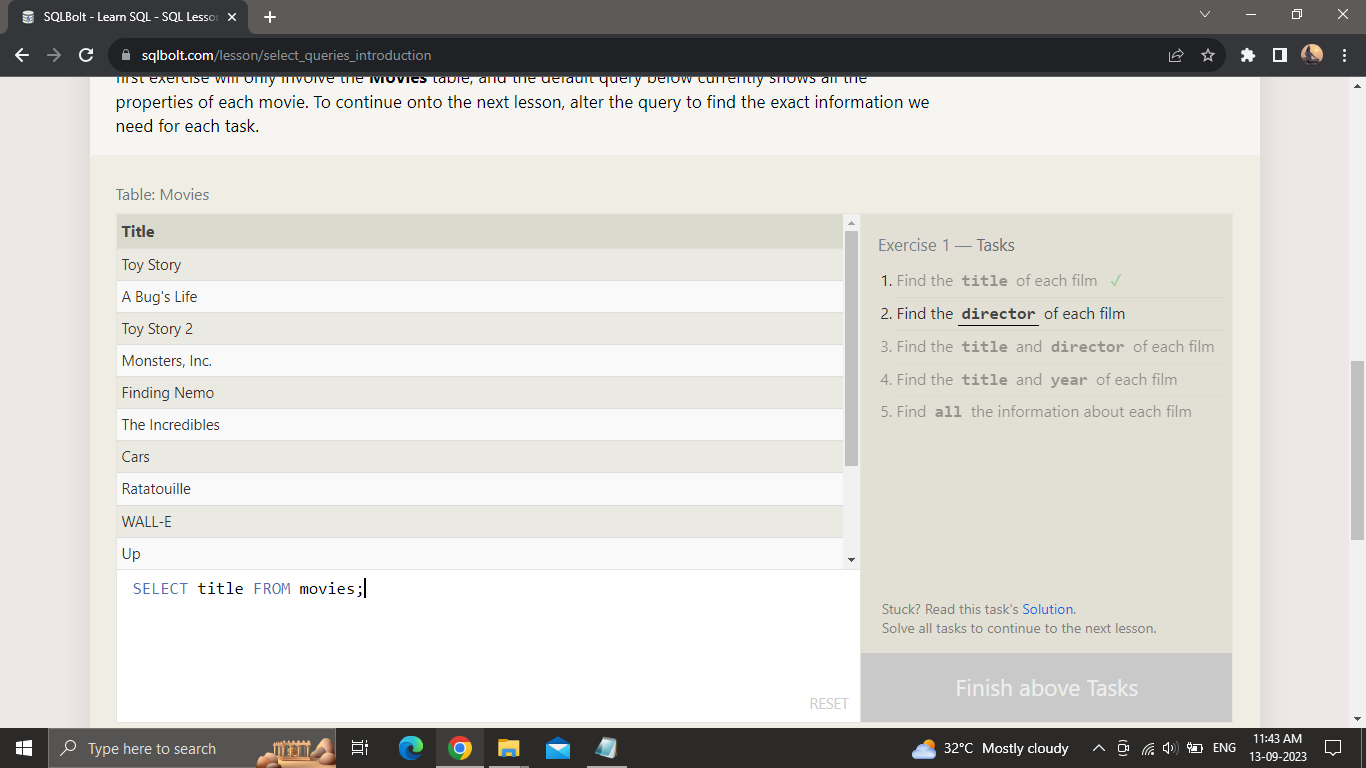 SQLBolt - Learn SQL - SQL Lesson
sqlbolt.com/lesson/select_queries_introduction
first exercise will only involve the Movies table, and the default query below currently shows all the
properties of each movie. To continue onto the next lesson, alter the query to find the exact information we
need for each task.
Table: Movies
Title
Toy Story
A Bug's Life
Toy Story 2
Monsters, Inc.
Finding Nemo
The Incredibles
Cars
Ratatouille
WALL-E
Up
SELECT title FROM movies;
RESET
Exercise 1 — Tasks
1. Find the title of each film ✓
2. Find the director of each film
3. Find the title and director of each film
4. Find the title and year of each film
5. Find all the information about each film
Stuck? Read this task's Solution.
Solve all tasks to continue to the next lesson.
Finish above Tasks
Type here to search
32°C Mostly cloudy
ENG
11:43 AM
13-09-2023